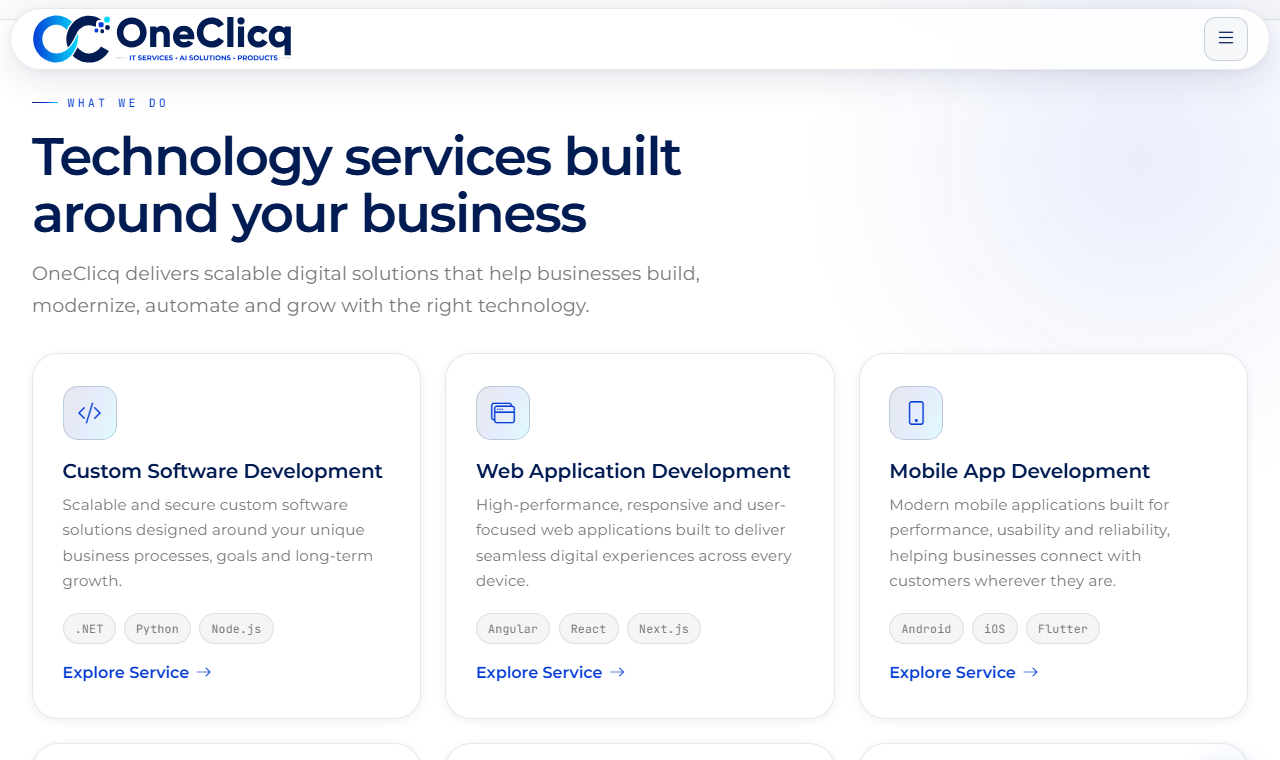 OneClicq
IT SERVICES • AI SOLUTIONS • PRODUCTS
WHAT WE DO
Technology services built
around your business
OneClicq delivers scalable digital solutions that help businesses build,
modernize, automate and grow with the right technology.
Custom Software Development
Scalable and secure custom software
solutions designed around your unique
business processes, goals and long-term
growth.
.NET Python Node.js
Explore Service →
Web Application Development
High-performance, responsive and user-
focused web applications built to deliver
seamless digital experiences across every
device.
Angular React Next.js
Explore Service →
Mobile App Development
Modern mobile applications built for
performance, usability and reliability,
helping businesses connect with
customers wherever they are.
Android iOS Flutter
Explore Service →